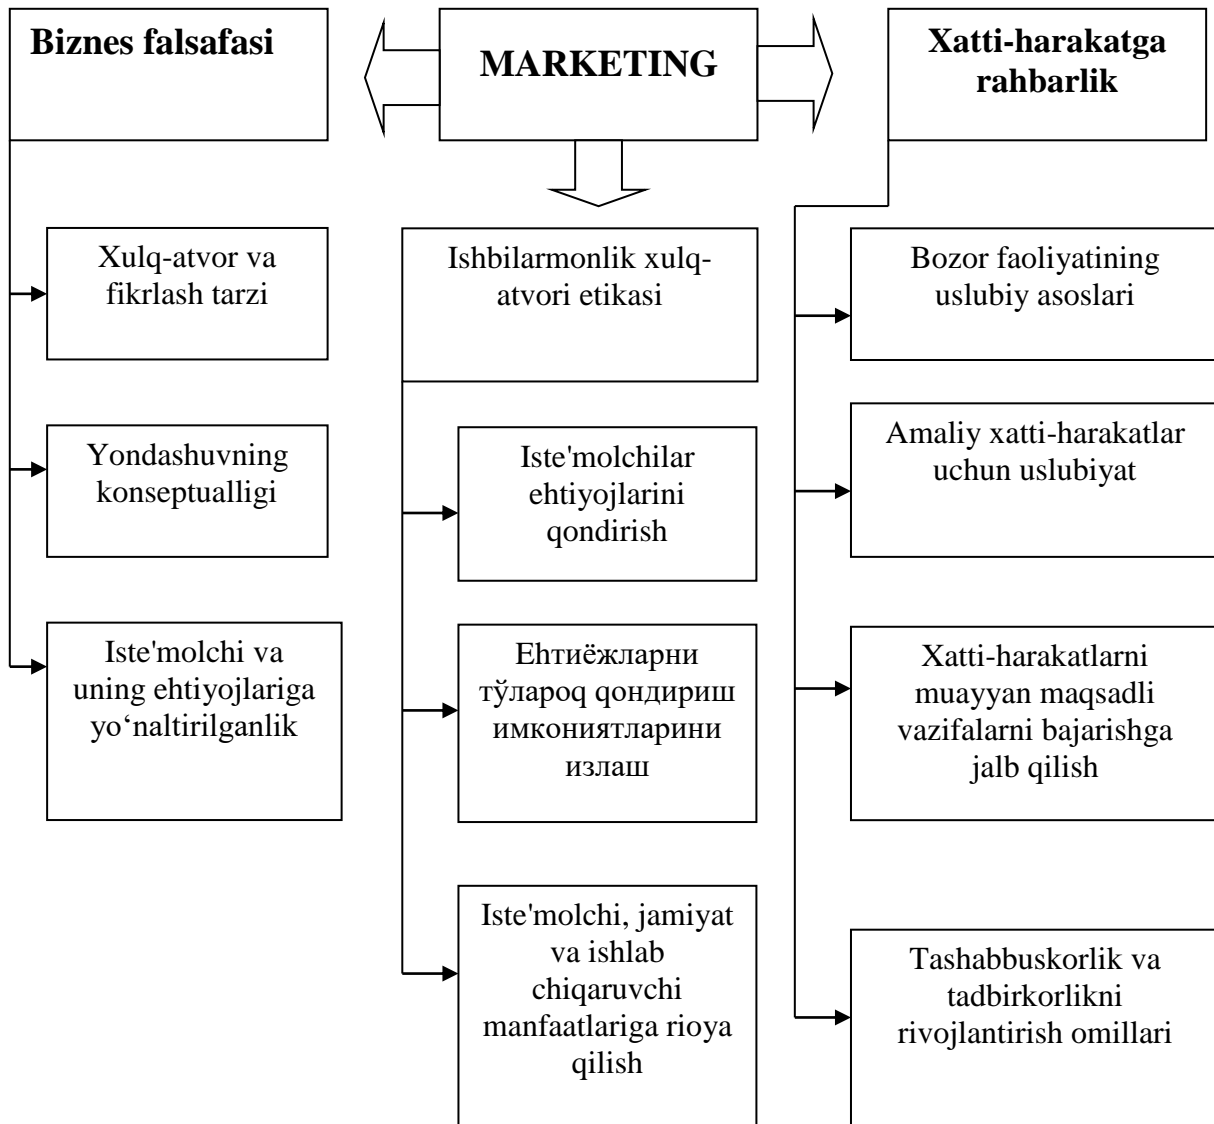 Biznes falsafasi
MARKETING
Xatti-harakatga
rahbarlik
Xulq-atvor va
fikrlash tarzi
Yondashuvning
konseptualligi
Iste'molchi va
uning ehtiyojlariga
yo‘naltirilganlik
Ishbilarmonlik xulq-
atvori etikasi
Iste'molchilar
ehtiyojlarini
qondirish
Ehтиёжларни
тўлароқ қондириш
имкониятларини
излаш
Iste'molchi, jamiyat
va ishlab
chiqaruvchi
manfaatlariga rioya
qilish
Bozor faoliyatining
uslubiy asoslari
Amaliy xatti-harakatlar
uchun uslubiyat
Xatti-harakatlarni
muayyan maqsadli
vazifalarni bajarishga
jalb qilish
Tashabbuskorlik va
tadbirkorlikni
rivojlantirish omillari